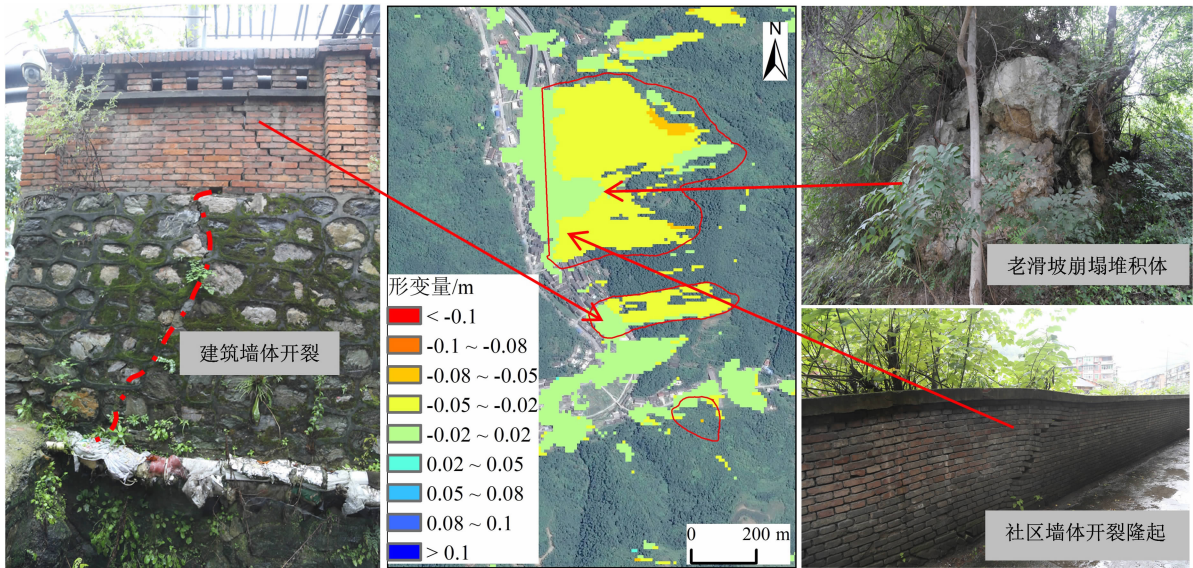 建筑墙体开裂
N
形变量/m
< -0.1
-0.1 ~ -0.08
-0.08 ~ -0.05
-0.05 ~ -0.02
-0.02 ~ 0.02
0.02 ~ 0.05
0.05 ~ 0.08
0.08 ~ 0.1
> 0.1
0 200 m
老滑坡崩塌堆积体
社区墙体开裂隆起